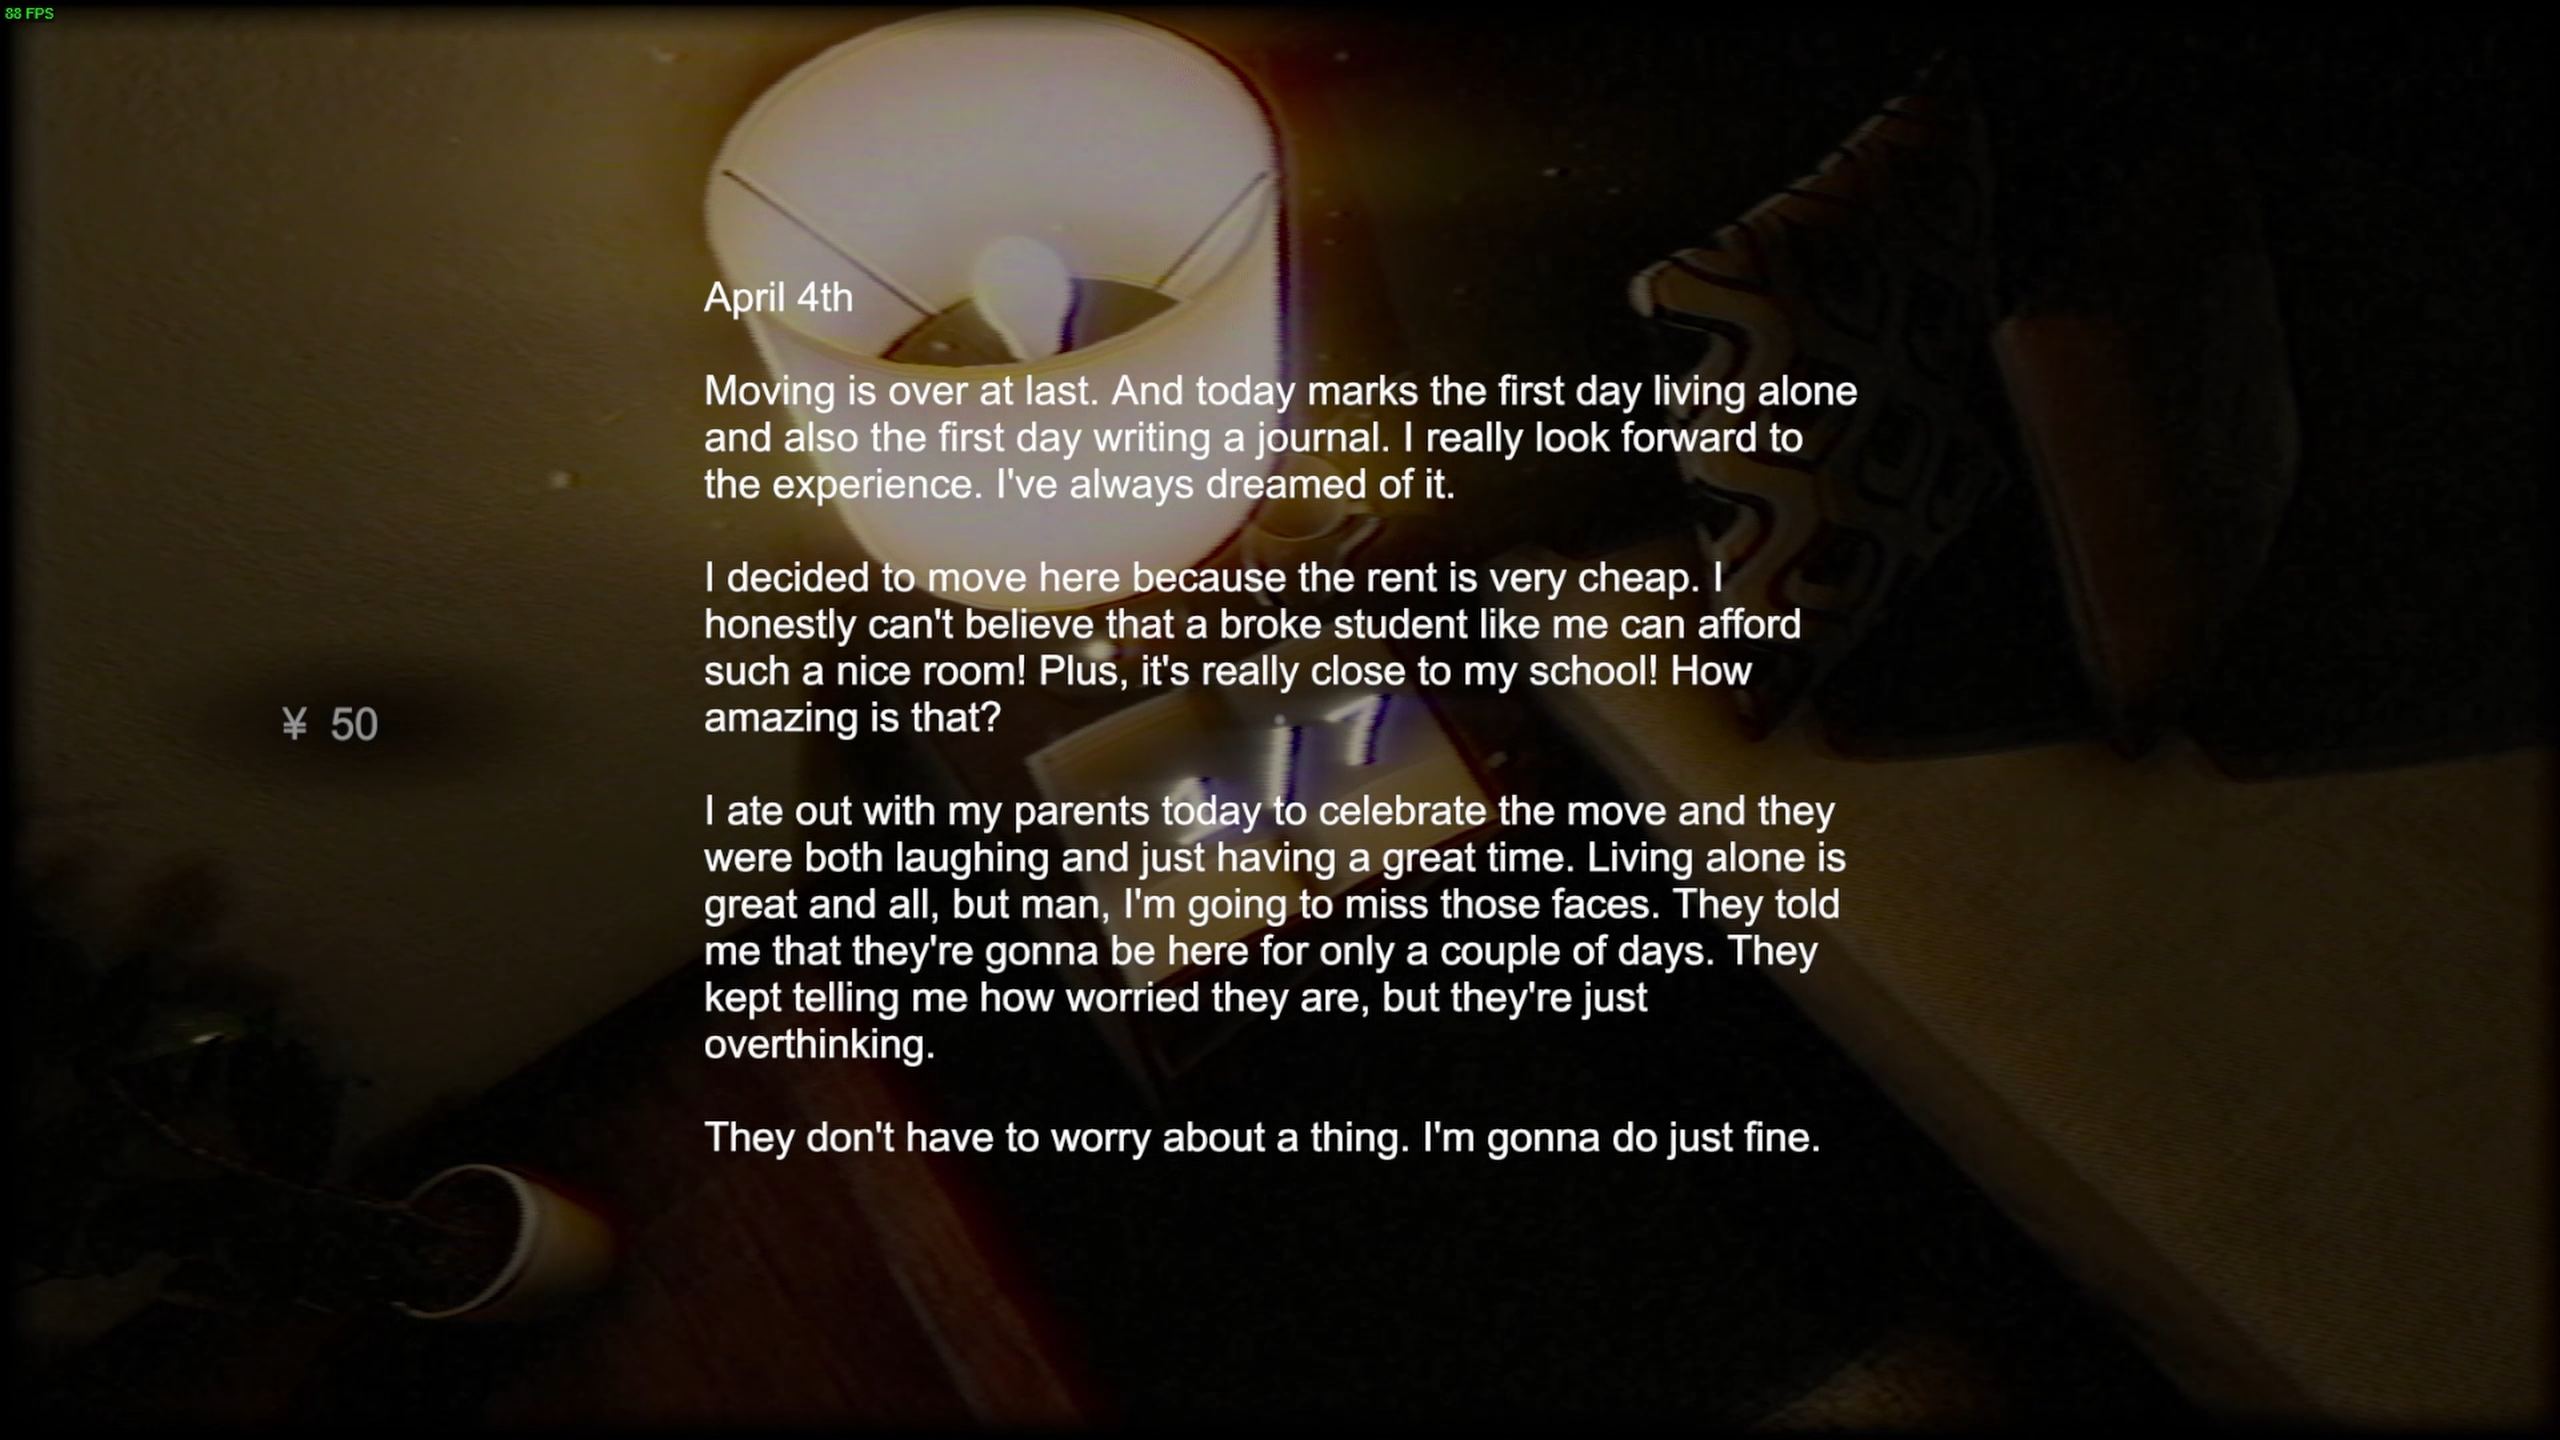 88 FPS
April 4th
Moving is over at last. And today marks the first day living alone
and also the first day writing a journal. I really look forward to
the experience. I've always dreamed of it.
I decided to move here because the rent is very cheap. I
honestly can't believe that a broke student like me can afford
such a nice room! Plus, it's really close to my school! How
amazing is that?
¥ 50
I ate out with my parents today to celebrate the move and they
were both laughing and just having a great time. Living alone is
great and all, but man, I'm going to miss those faces. They told
me that they're gonna be here for only a couple of days. They
kept telling me how worried they are, but they're just
overthinking.
They don't have to worry about a thing. I'm gonna do just fine.